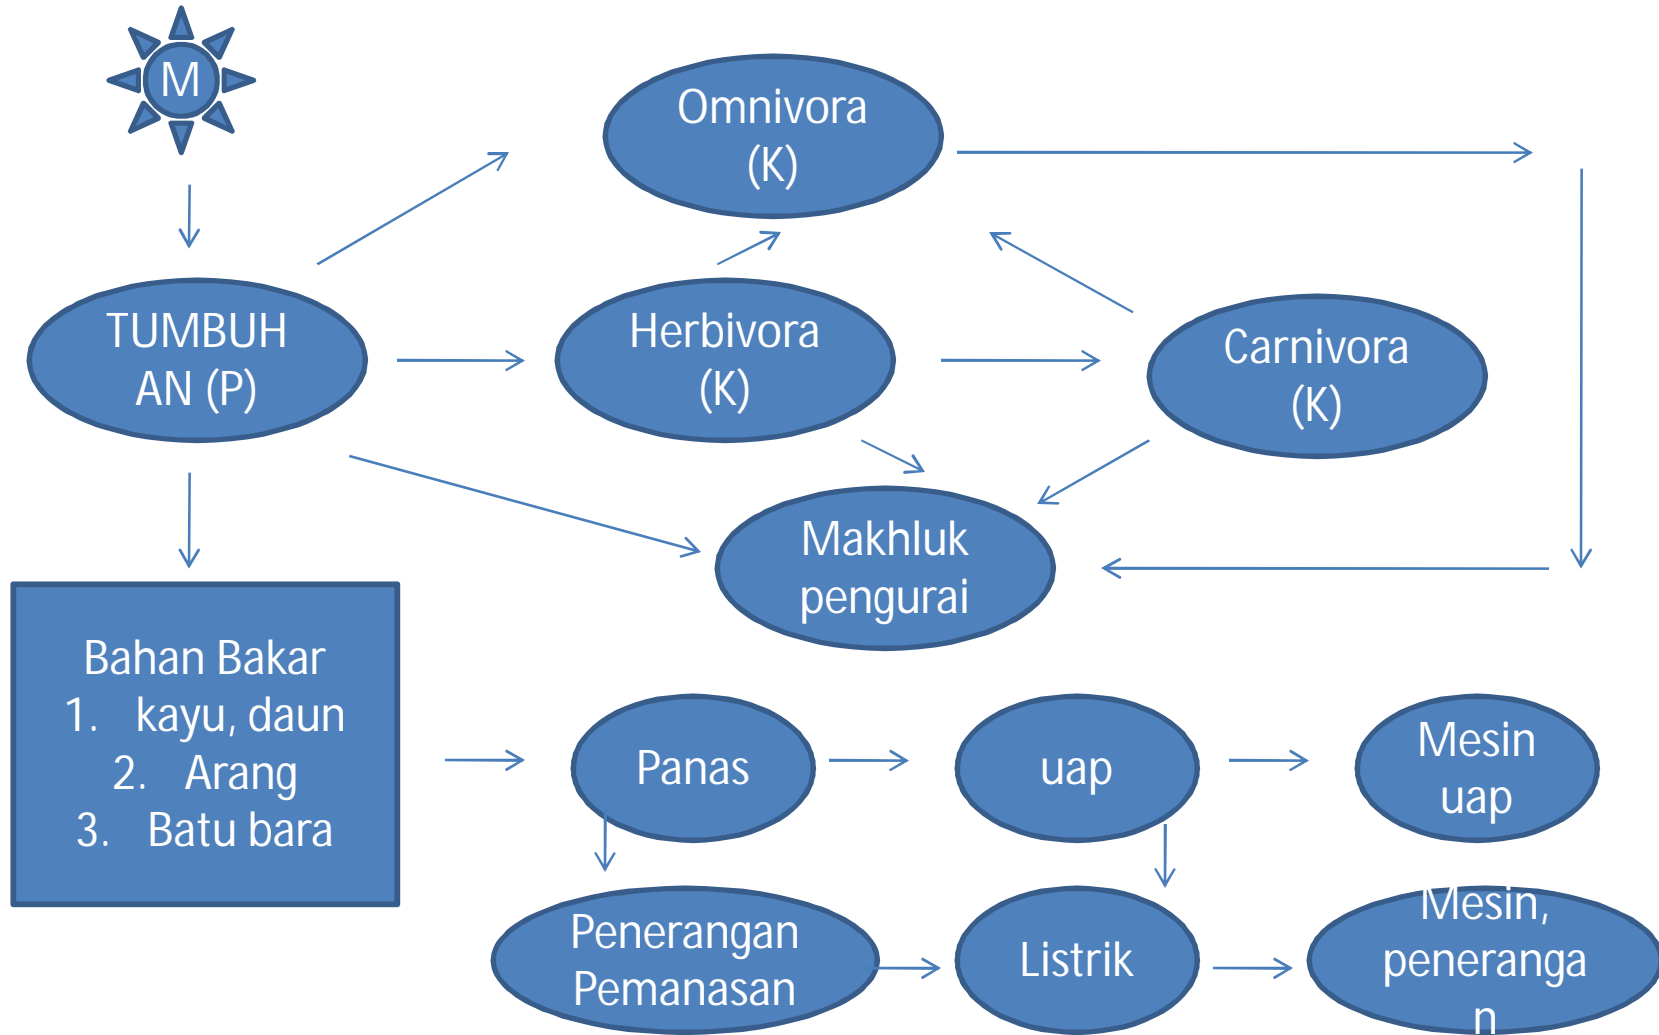 M
Omnivora
(K)
TUMBUH
AN (P)
Herbivora
(K)
Carnivora
(K)
Makhluk
pengurai
Bahan Bakar
1. kayu, daun
2. Arang
3. Batu bara
Panas
uap
Mesin
uap
Penerangan
Pemanasan
Listrik
Mesin,
peneranga
n